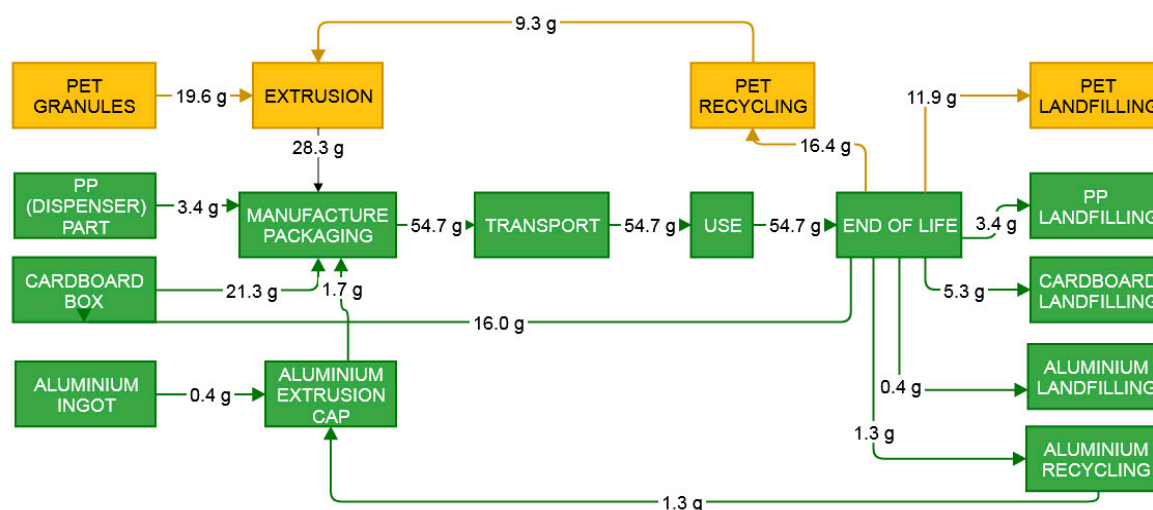 9.3 g
PET
GRANULES
19.6 g
EXTRUSION
PET
RECYCLING
11.9 g
PET
LANDFILLING
28.3 g
16.4 g
PP
(DISPENSER)
PART
3.4 g
MANUFACTURE
PACKAGING
54.7 g
TRANSPORT
54.7 g
USE
54.7 g
END OF LIFE
3.4 g
PP
LANDFILLING
CARDBOARD
BOX
21.3 g
1.7 g
5.3 g
CARDBOARD
LANDFILLING
16.0 g
ALUMINIUM
INGOT
0.4 g
ALUMINIUM
EXTRUSION
CAP
0.4 g
ALUMINIUM
LANDFILLING
1.3 g
ALUMINIUM
RECYCLING
1.3 g